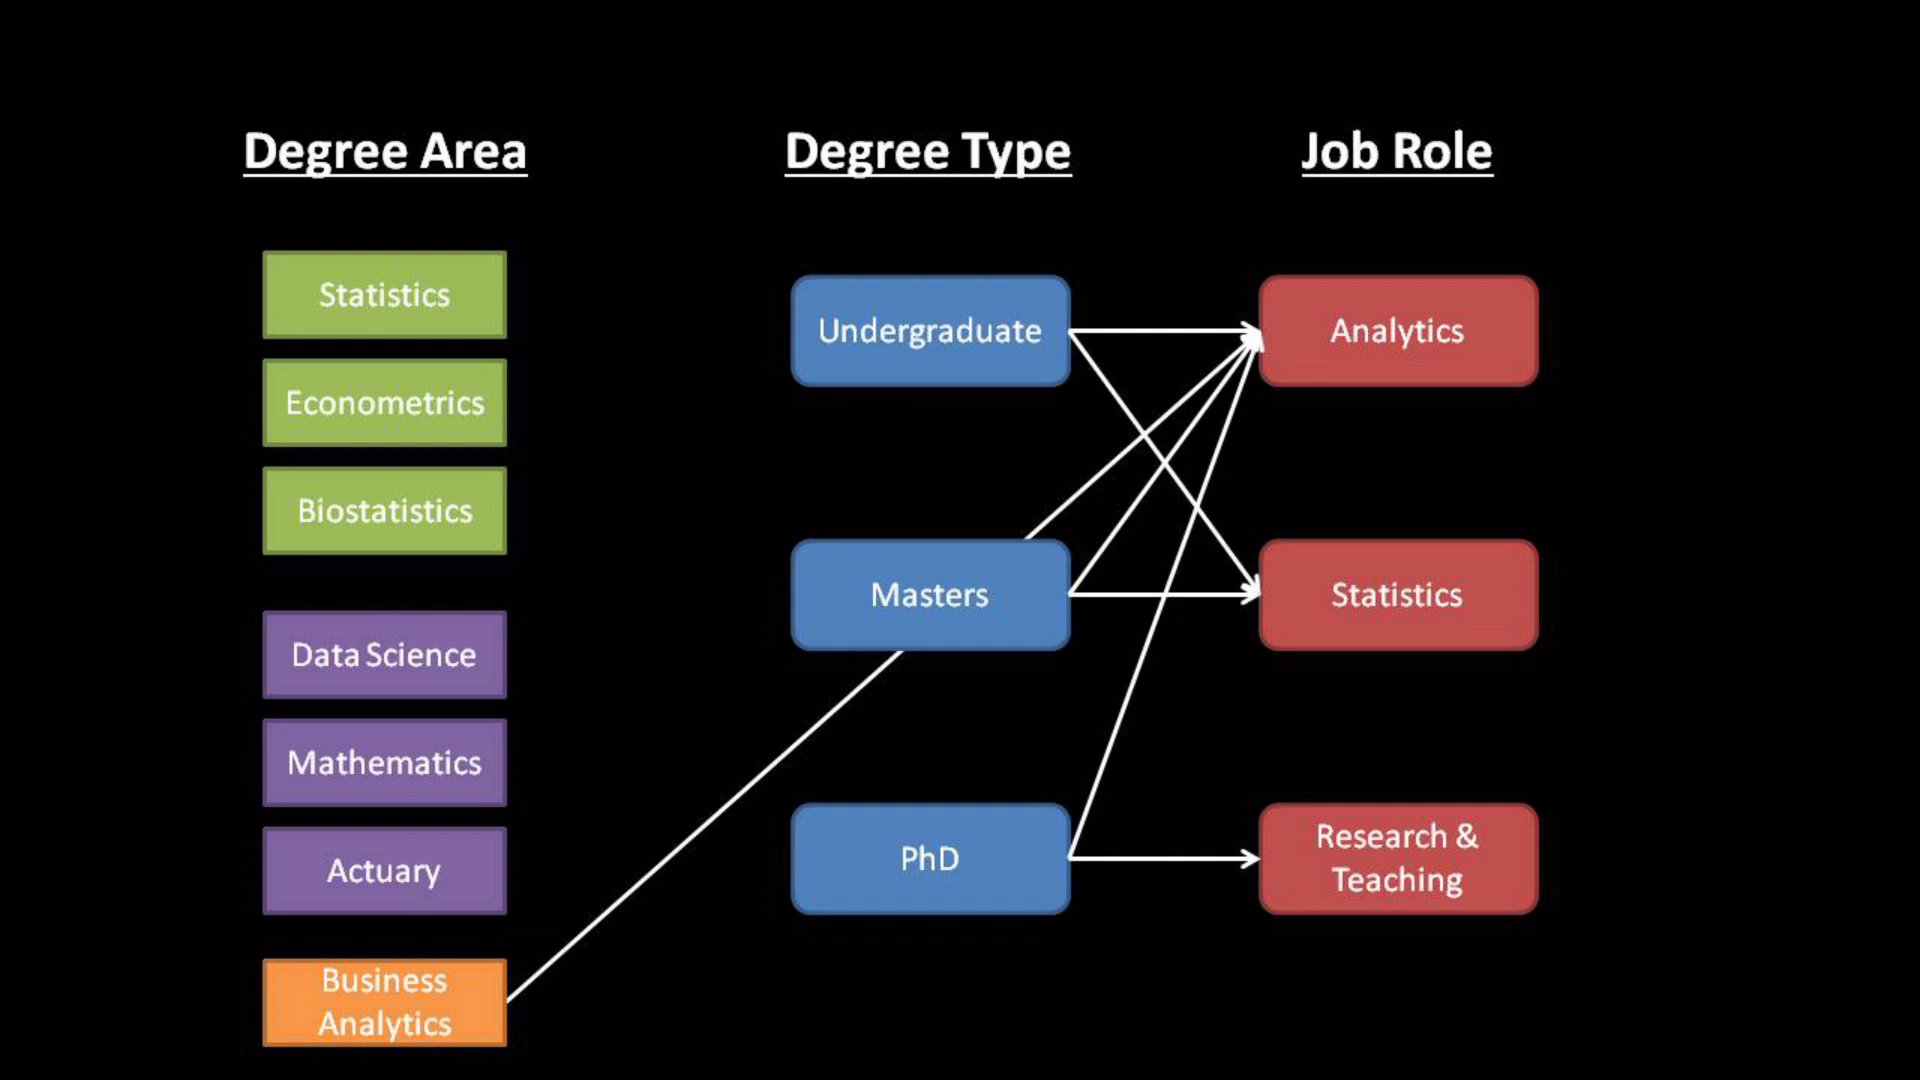 Degree Area
Degree Type
Job Role
Statistics
Econometrics
Biostatistics
Data Science
Mathematics
Actuary
Business
Analytics
Undergraduate
Masters
PhD
Analytics
Statistics
Research &
Teaching